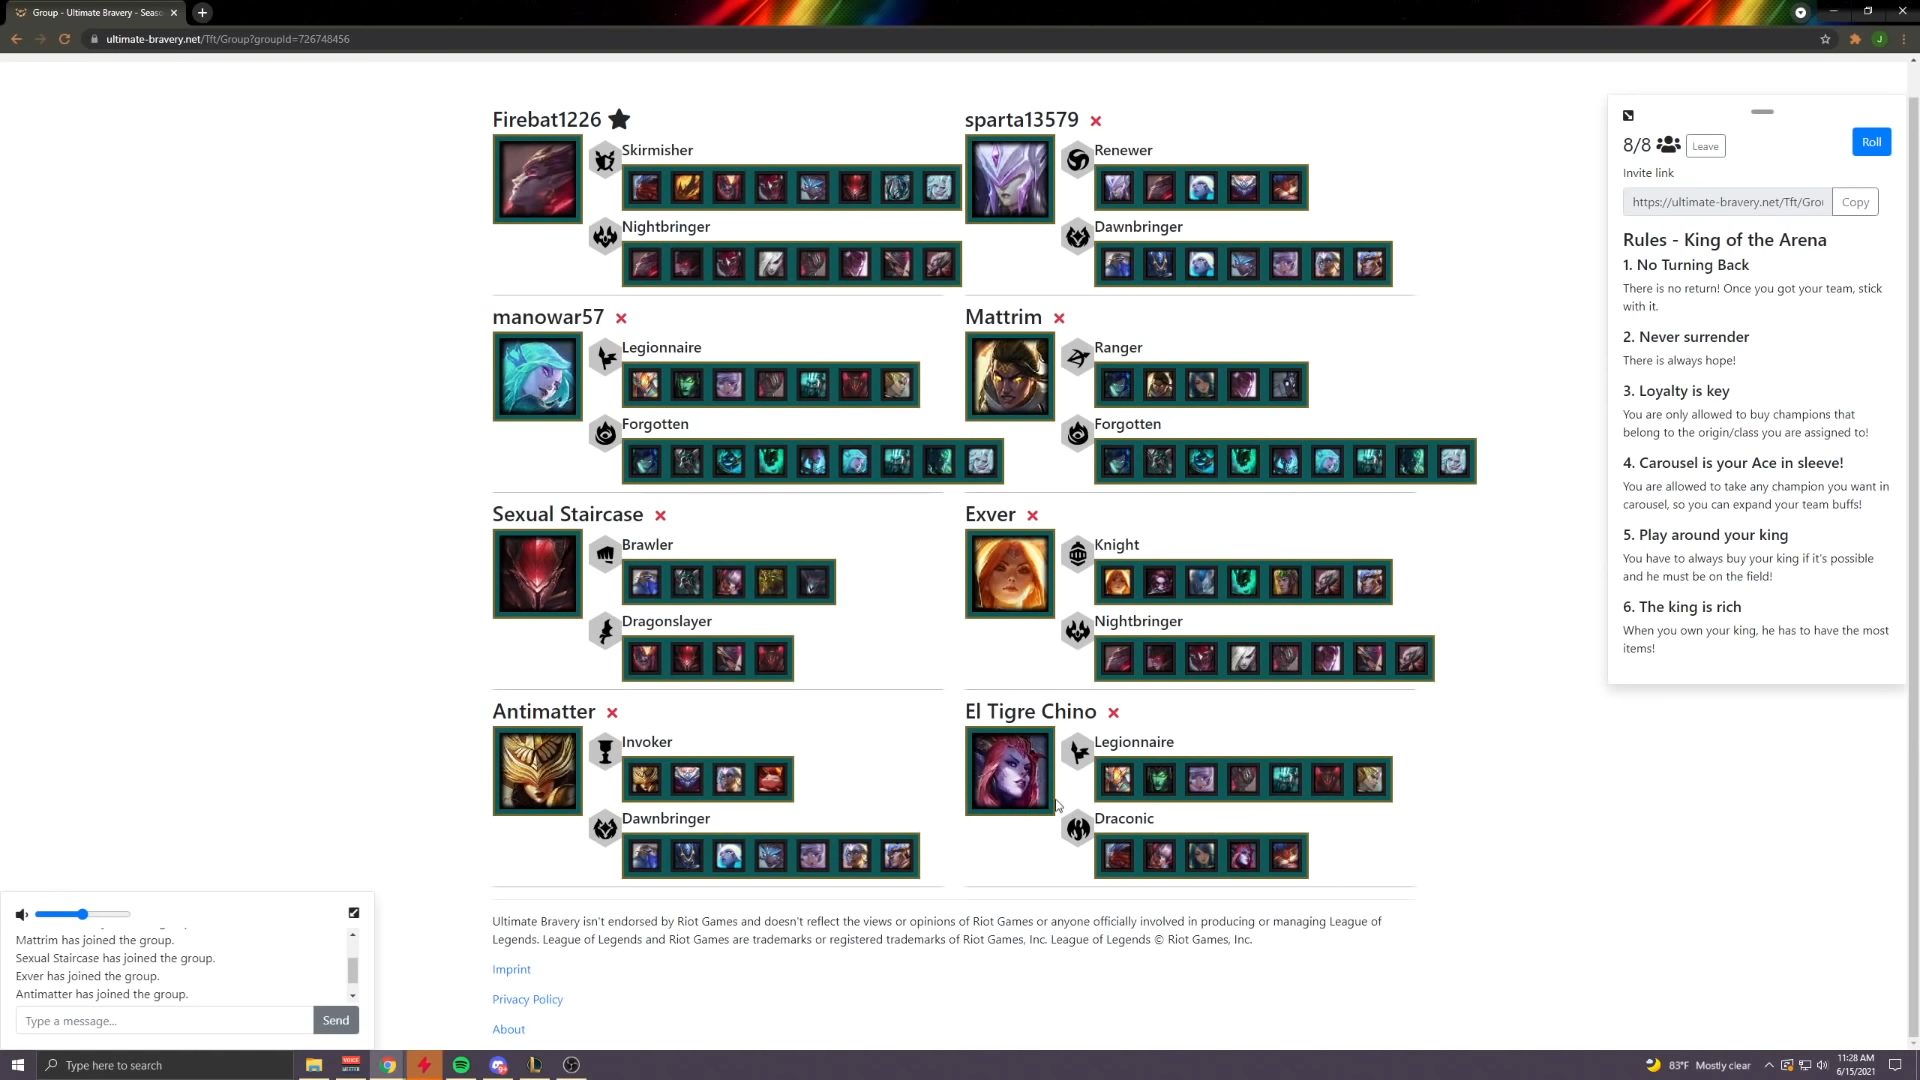 Group - Ultimate Bravery - Seaso
ultimate-bravery.net/Tft/Group?groupId=726748456
Firebat1226
Skirmisher
Nightbringer
sparta13579
Renewer
Dawnbringer
manowar57
Legionnaire
Forgotten
Mattrim
Ranger
Forgotten
Sexual Staircase
Brawler
Dragonslayer
Exver
Knight
Nightbringer
Antimatter
Invoker
Dawnbringer
El Tigre Chino
Legionnaire
Draconic
8/8
Leave
Roll
Invite link
https://ultimate-bravery.net/Tft/Gro
Copy
Rules - King of the Arena
1. No Turning Back
There is no return! Once you got your team, stick
with it.
2. Never surrender
There is always hope!
3. Loyalty is key
You are only allowed to buy champions that
belong to the origin/class you are assigned to!
4. Carousel is your Ace in sleeve!
You are allowed to take any champion you want in
carousel, so you can expand your team buffs!
5. Play around your king
You have to always buy your king if it's possible
and he must be on the field!
6. The king is rich
When you own your king, he has to have the most
items!
Ultimate Bravery isn't endorsed by Riot Games and doesn't reflect the views or opinions of Riot Games or anyone officially involved in producing or managing League of
Legends. League of Legends and Riot Games are trademarks or registered trademarks of Riot Games, Inc. League of Legends © Riot Games, Inc.
Imprint
Privacy Policy
About
Mattrim has joined the group.
Sexual Staircase has joined the group.
Exver has joined the group.
Antimatter has joined the group.
Type a message...
Send
Type here to search
VOICE
83°F Mostly clear
11:28 AM
6/15/2021
J